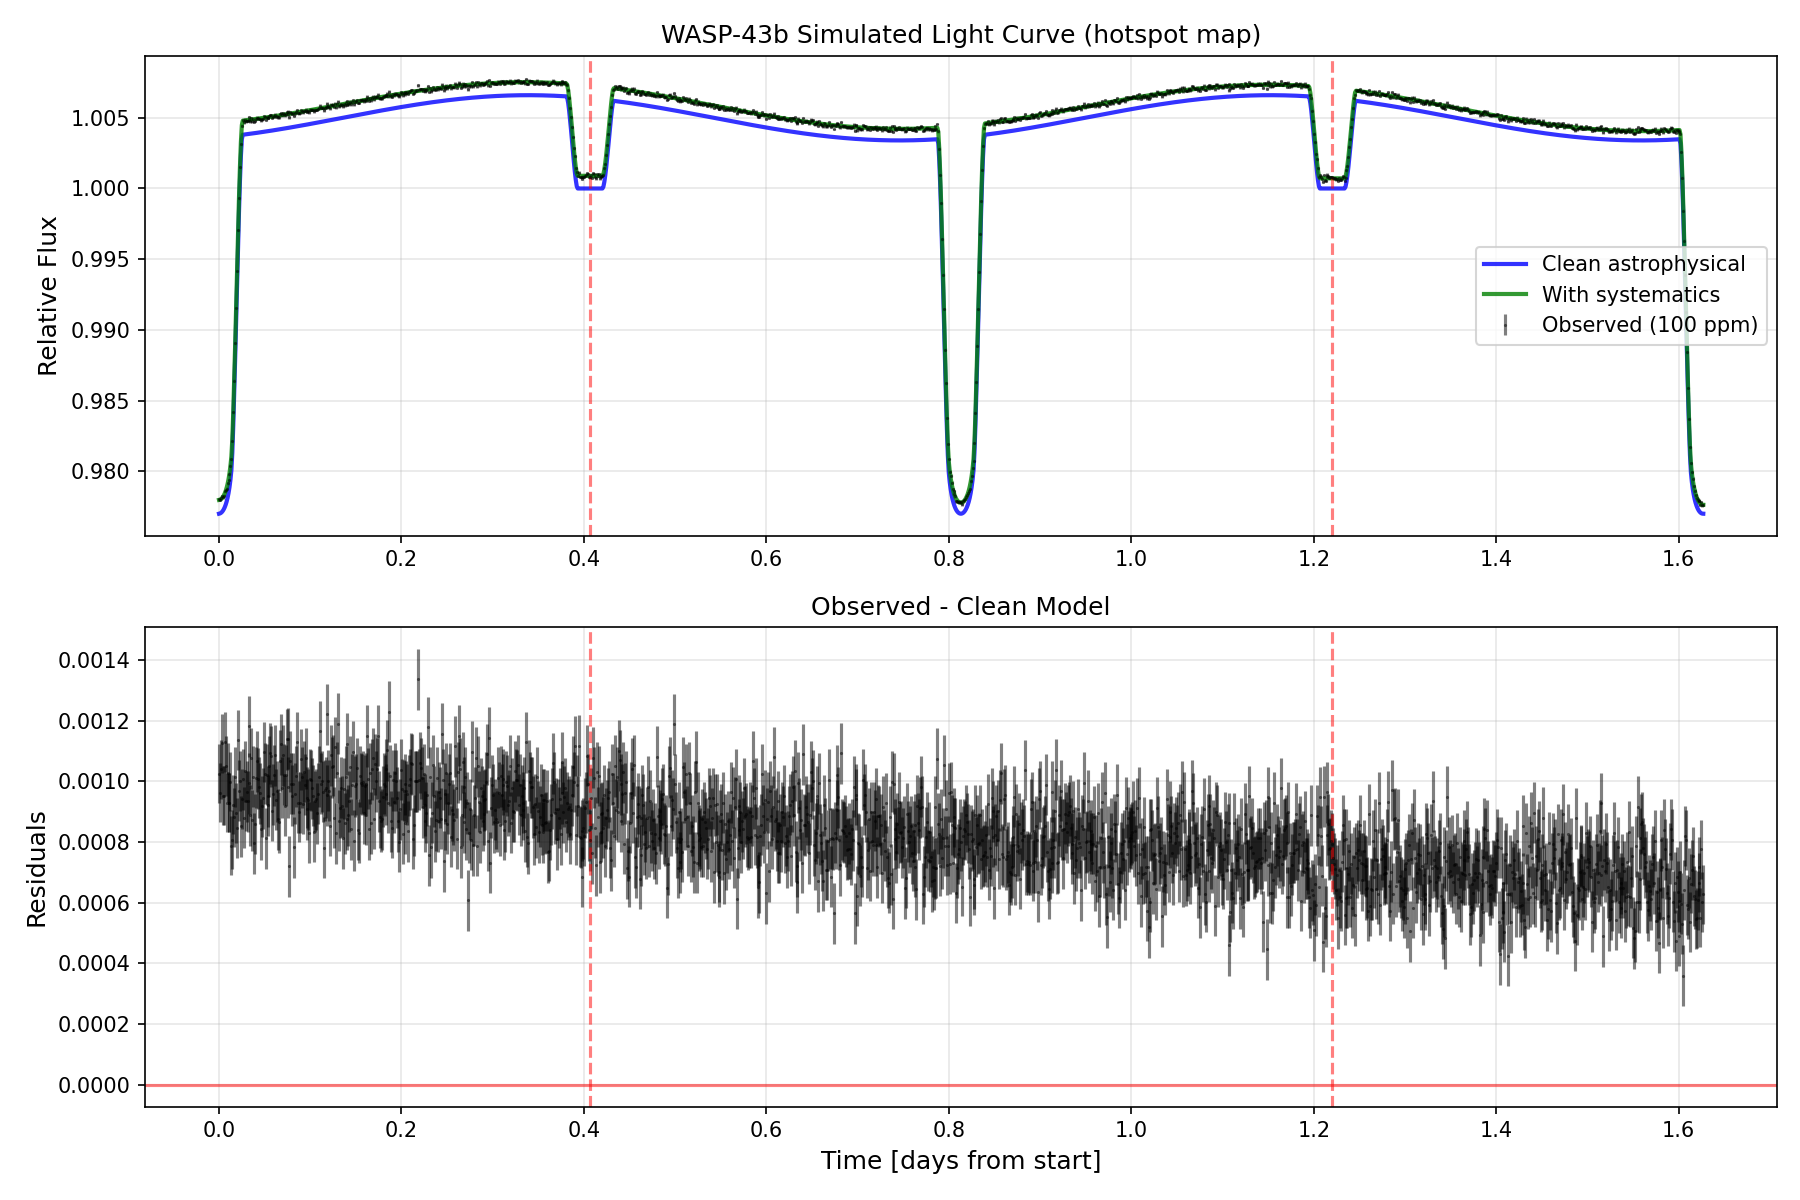 WASP-43b Simulated Light Curve (hotspot map)
Relative Flux
1.005
1.000
0.995
0.990
0.985
0.980
Clean astrophysical
With systematics
Observed (100 ppm)
0.0 0.2 0.4 0.6 0.8 1.0 1.2 1.4 1.6
Observed - Clean Model
Residuals
0.0014
0.0012
0.0010
0.0008
0.0006
0.0004
0.0002
0.0000
0.0 0.2 0.4 0.6 0.8 1.0 1.2 1.4 1.6
Time [days from start]